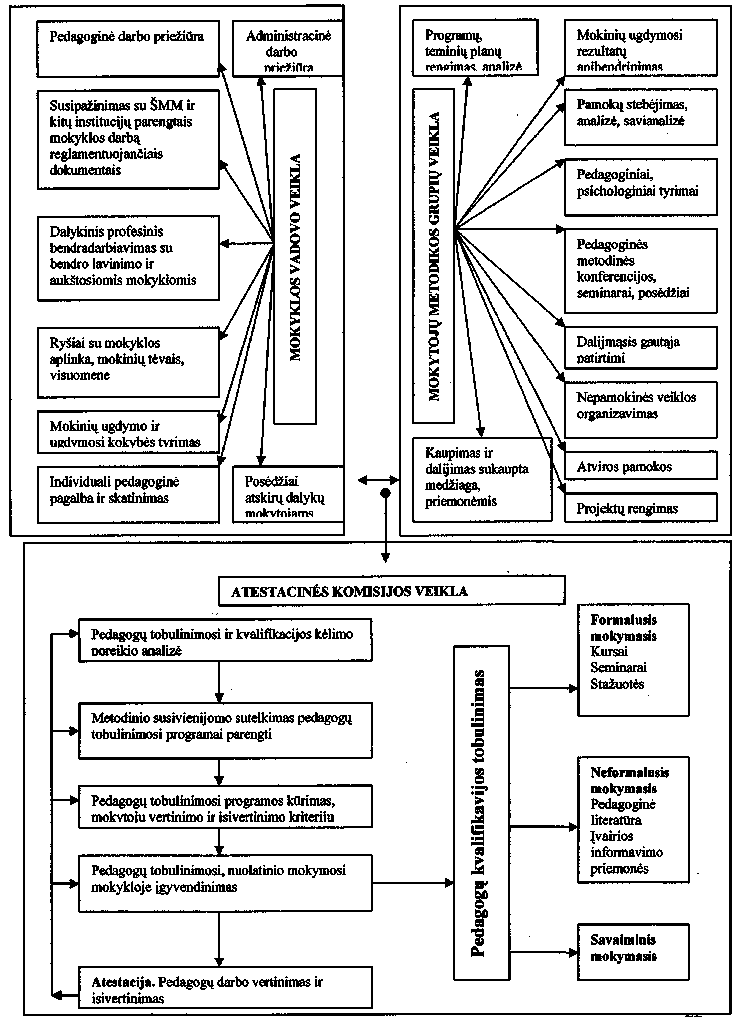 Pedagoginė darbo priežiūra
Administracinė
darbo
priežiūra
Susipažinimas su ŠMM ir
kitų institucijų parengtais
mokyklos darbą
reglamentuojančiais
dokumentais
Dalykinis profesinis
bendradarbiavimas su
bendro lavinimo ir
aukštosiomis mokyklomis
Ryšiai su mokyklos
aplinka, mokinių tėvais,
visuomene
Mokinių ugdymo ir
ugdymosi kokybės tyrimas
Individuali pedagoginė
pagalba ir skatinimas
Posėdžiai
atskirų dalykų
mokytojams
MOKYKLOS VADOVO VEIKLA
Programų,
teminių planų
rengimas, analizė
MOKYTOJŲ METODIKOS GRUPIŲ VEIKLA
Kaupimas ir
dalijimas sukaupta
medžiaga,
priemonėmis
Mokinių ugdymosi
rezultatų
apibendrinimas
Pamokų stebėjimas,
analizė, savianalizė
Pedagoginiai,
psichologiniai tyrimai
Pedagoginės
metodinės
konferencijos,
seminarai, posėdžiai
Dalijmąsis gautąja
patirtimi
Nepamokinės veiklos
organizavimas
Atviros pamokos
Projektų rengimas
ATESTACINĖS KOMISIJOS VEIKLA
Pedagogų tobulinimosi ir kvalifikacijos kėlimo
poreikio analizė
Metodinio susivienijomo sutelkimas pedagogų
tobulinimosi programai parengti
Pedagogų tobulinimosi programos kūrimas,
mokytojų vertinimo ir įsivertinimo kriterijų
Pedagogų tobulinimosi, nuolatinio mokymosi
mokykloje įgyvendinimas
Atestacija. Pedagogų darbo vertinimas ir
įsivertinimas
Pedagogų kvalifikavijos tobulinimas
Formalusis
mokymasis
Kursai
Seminarai
Stažuotės
Neformalusis
mokymasis
Pedagoginė
literatūra
Įvairios
informavimo
priemonės
Savaiminis
mokymasis